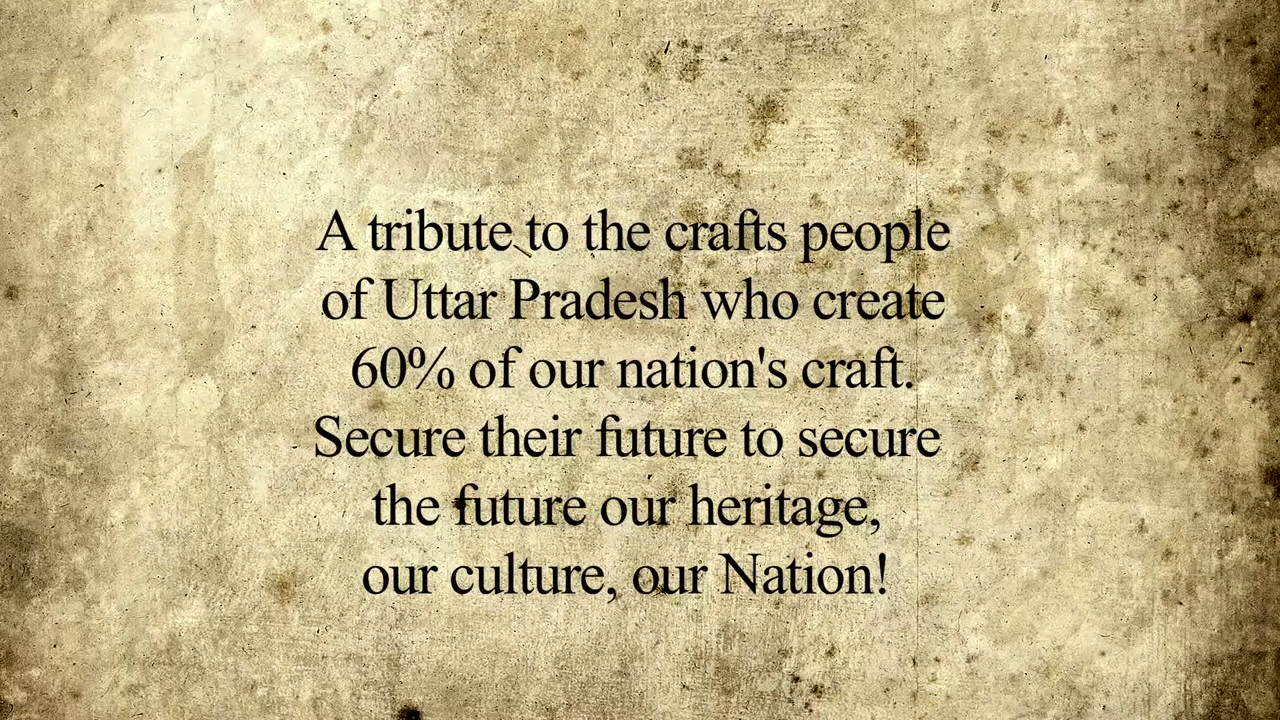 A tribute to the crafts people
of Uttar Pradesh who create
60% of our nation's craft.
Secure their future to secure
the future our heritage,
our culture, our Nation!